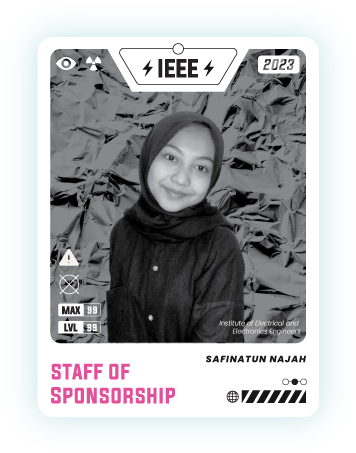 IEEE
2023
MAX 99
LVL 99
Institute of Electrical and
Electronics Engineers
SAFINATUN NAJAH
STAFF OF
SPONSORSHIP